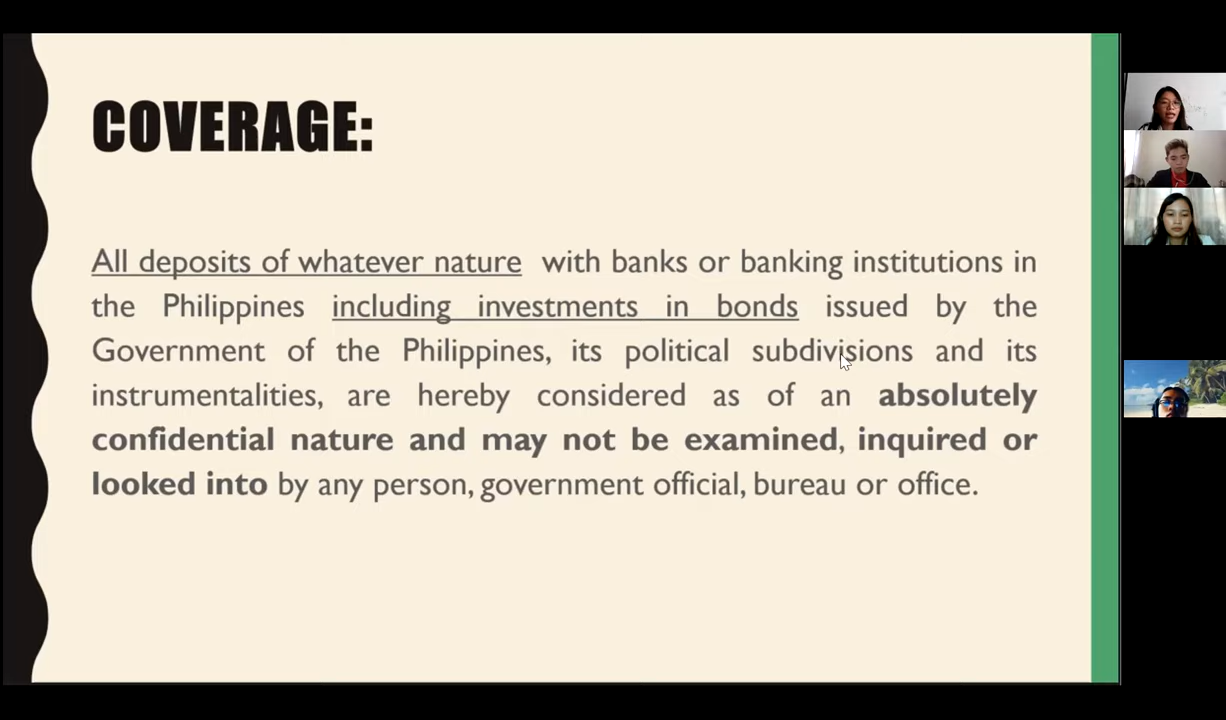 COVERAGE:
All deposits of whatever nature with banks or banking institutions in
the Philippines including investments in bonds issued by the
Government of the Philippines, its political subdivisions and its
instrumentalities, are hereby considered as of an absolutely
confidential nature and may not be examined, inquired or
looked into by any person, government official, bureau or office.